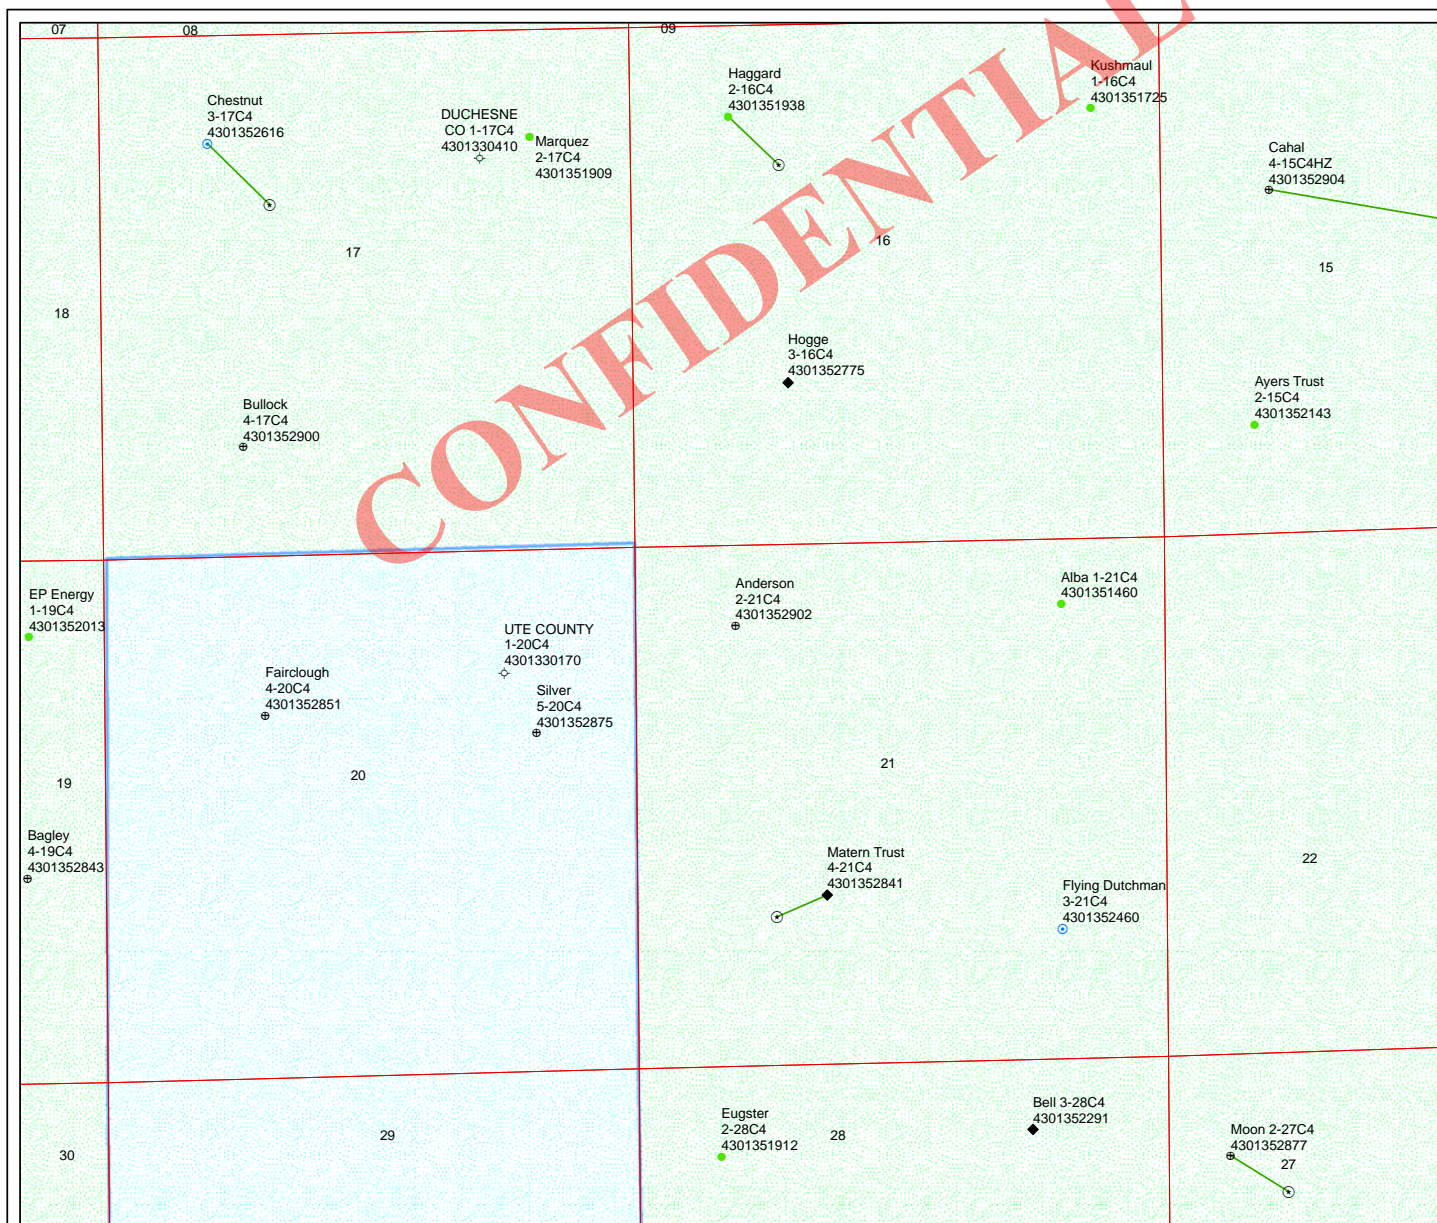 07
08
09
CONFIDENTIAL
Chestnut
3-17C4
4301352616
DUCHESNE
CO 1-17C4
4301330410
Marquez
2-17C4
4301351909
Haggard
2-16C4
4301351938
Kushmaul
1-16C4
4301351725
Cahal
4-15C4HZ
4301352904
17
16
15
18
Hogge
3-16C4
4301352775
Ayers Trust
2-15C4
4301352143
Bullock
4-17C4
4301352900
EP Energy
1-19C4
4301352013
Fairclough
4-20C4
4301352851
UTE COUNTY
1-20C4
4301330170
Silver
5-20C4
4301352875
Anderson
2-21C4
4301352902
Alba 1-21C4
4301351460
19
20
21
22
Bagley
4-19C4
4301352843
Matern Trust
4-21C4
4301352841
Flying Dutchman
3-21C4
4301352460
30
29
Eugster
2-28C4
4301351912
28
Bell 3-28C4
4301352291
Moon 2-27C4
4301352877
27